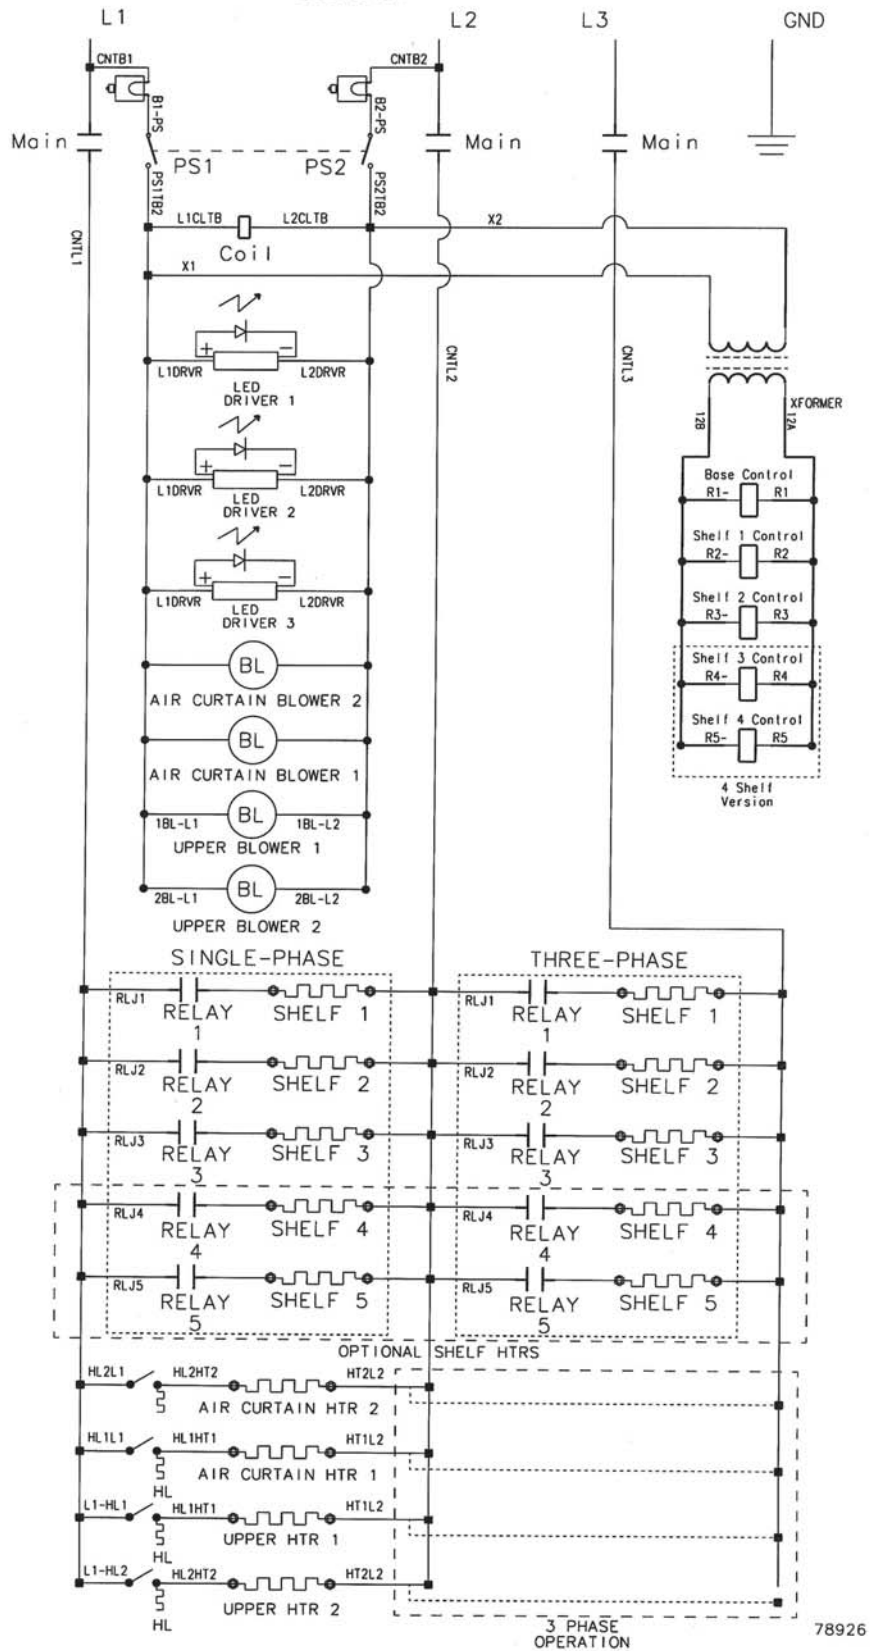 L1 L2 L3 GND
CNTB1 CNTB2
B1-PS B2-PS
Main Main Main
PS1 PS2
PS1TB2 PS2TB2
L1CLTB L2CLTB X2
Coil
CNTL1
X1
+ −
L1DRVR L2DRVR
LED
DRIVER 1
CNTL2 CNTL3
XFORMER
12B 12A
+ −
L1DRVR L2DRVR
LED
DRIVER 2
Base Control
R1- R1
Shelf 1 Control
R2- R2
+ −
L1DRVR L2DRVR
LED
DRIVER 3
Shelf 2 Control
R3- R3
Shelf 3 Control
R4- R4
BL
AIR CURTAIN BLOWER 2
Shelf 4 Control
R5- R5
BL
AIR CURTAIN BLOWER 1
4 Shelf
Version
1BL-L1 BL 1BL-L2
UPPER BLOWER 1
2BL-L1 BL 2BL-L2
UPPER BLOWER 2
SINGLE-PHASE THREE-PHASE
RLJ1 RELAY 1 SHELF 1 RLJ1 RELAY 1 SHELF 1
RLJ2 RELAY 2 SHELF 2 RLJ2 RELAY 2 SHELF 2
RLJ3 RELAY 3 SHELF 3 RLJ3 RELAY 3 SHELF 3
RLJ4 RELAY 4 SHELF 4 RLJ4 RELAY 4 SHELF 4
RLJ5 RELAY 5 SHELF 5 RLJ5 RELAY 5 SHELF 5
OPTIONAL SHELF HTRS
HL2L1 HL2HT2 HT2L2
AIR CURTAIN HTR 2
HL1L1 HL1HT1 HT1L2
HL AIR CURTAIN HTR 1
L1-HL1 HL1HT1 HT1L2
HL UPPER HTR 1
L1-HL2 HL2HT2 HT2L2
HL UPPER HTR 2
3 PHASE
OPERATION
78926